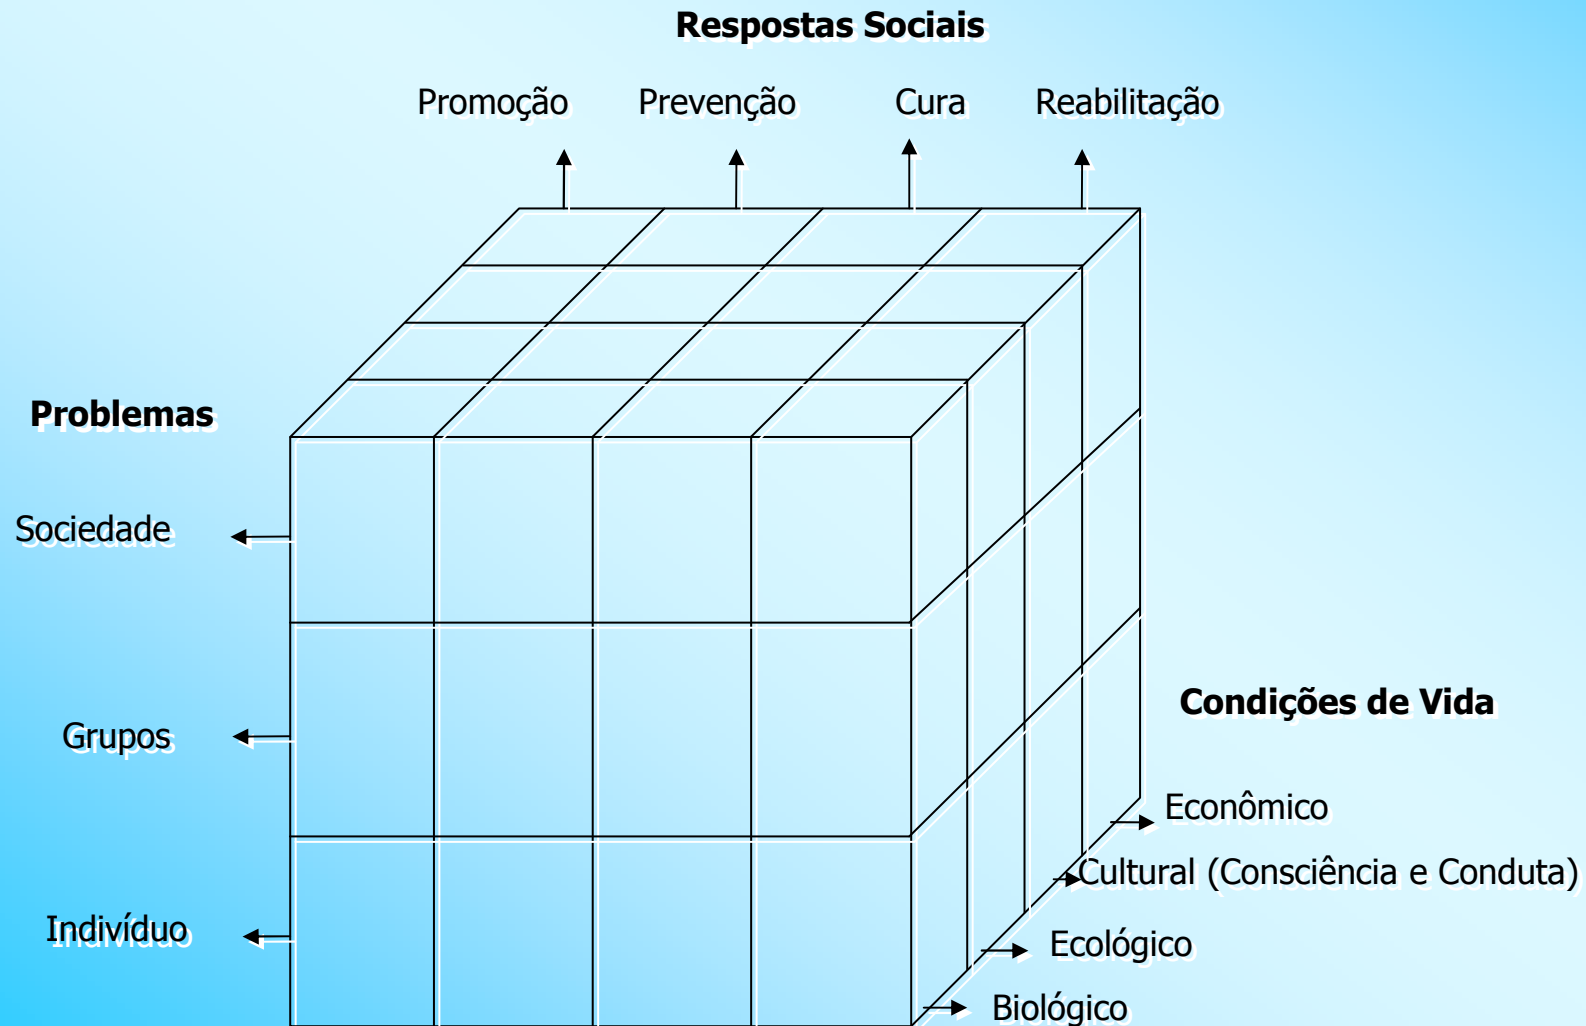 Respostas Sociais
Promoção Prevenção Cura Reabilitação
Problemas
Sociedade
Grupos
Indivíduo
Condições de Vida
Econômico
Cultural (Consciência e Conduta)
Ecológico
Biológico